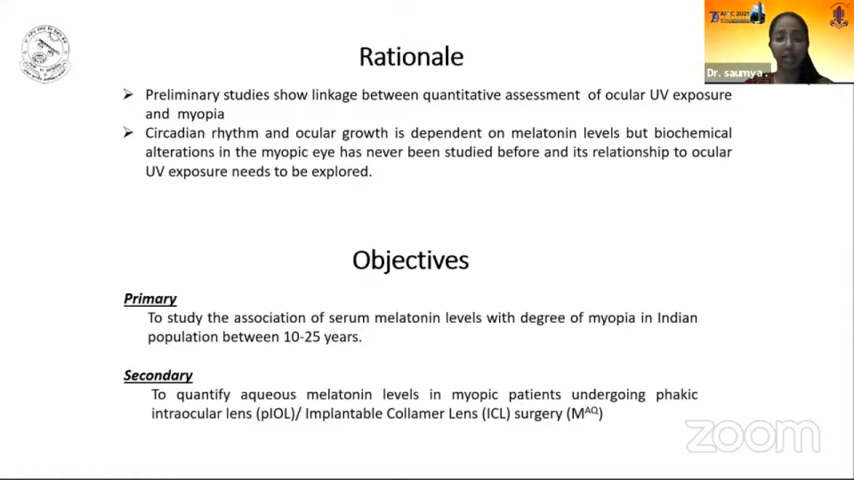 Rationale
➢ Preliminary studies show linkage between quantitative assessment of ocular UV exposure
and myopia
➢ Circadian rhythm and ocular growth is dependent on melatonin levels but biochemical
alterations in the myopic eye has never been studied before and its relationship to ocular
UV exposure needs to be explored.
Objectives
Primary
To study the association of serum melatonin levels with degree of myopia in Indian
population between 10-25 years.
Secondary
To quantify aqueous melatonin levels in myopic patients undergoing phakic
intraocular lens (pIOL)/ Implantable Collamer Lens (ICL) surgery (M^AQ)
Dr. saumya .
zoom